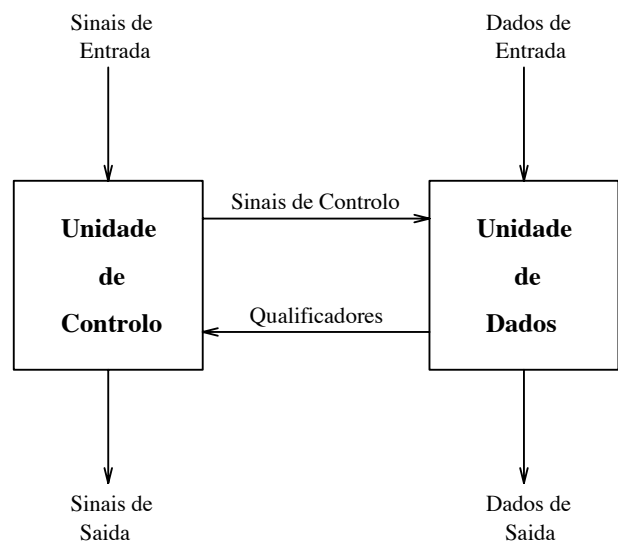 Sinais de
Entrada
Dados de
Entrada
Sinais de Controlo
Unidade
de
Controlo
Unidade
de
Dados
Qualificadores
Sinais de
Saida
Dados de
Saida